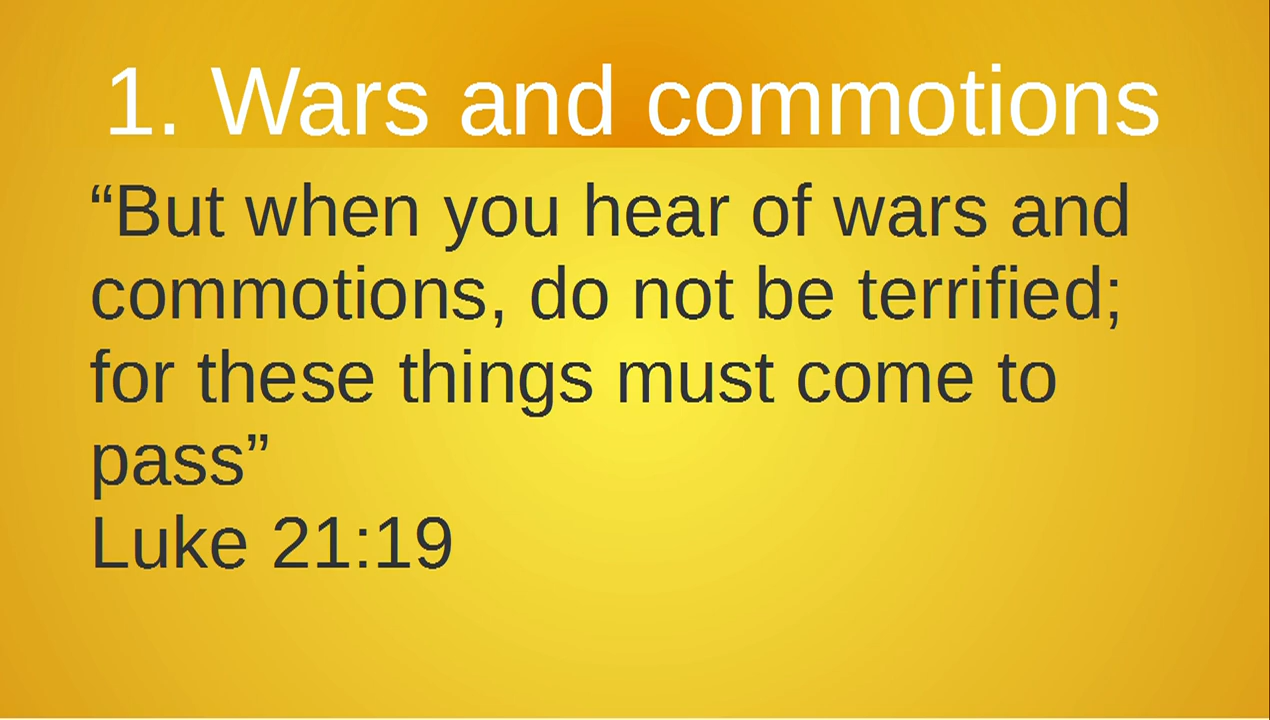 1. Wars and commotions
“But when you hear of wars and
commotions, do not be terrified;
for these things must come to
pass”
Luke 21:19